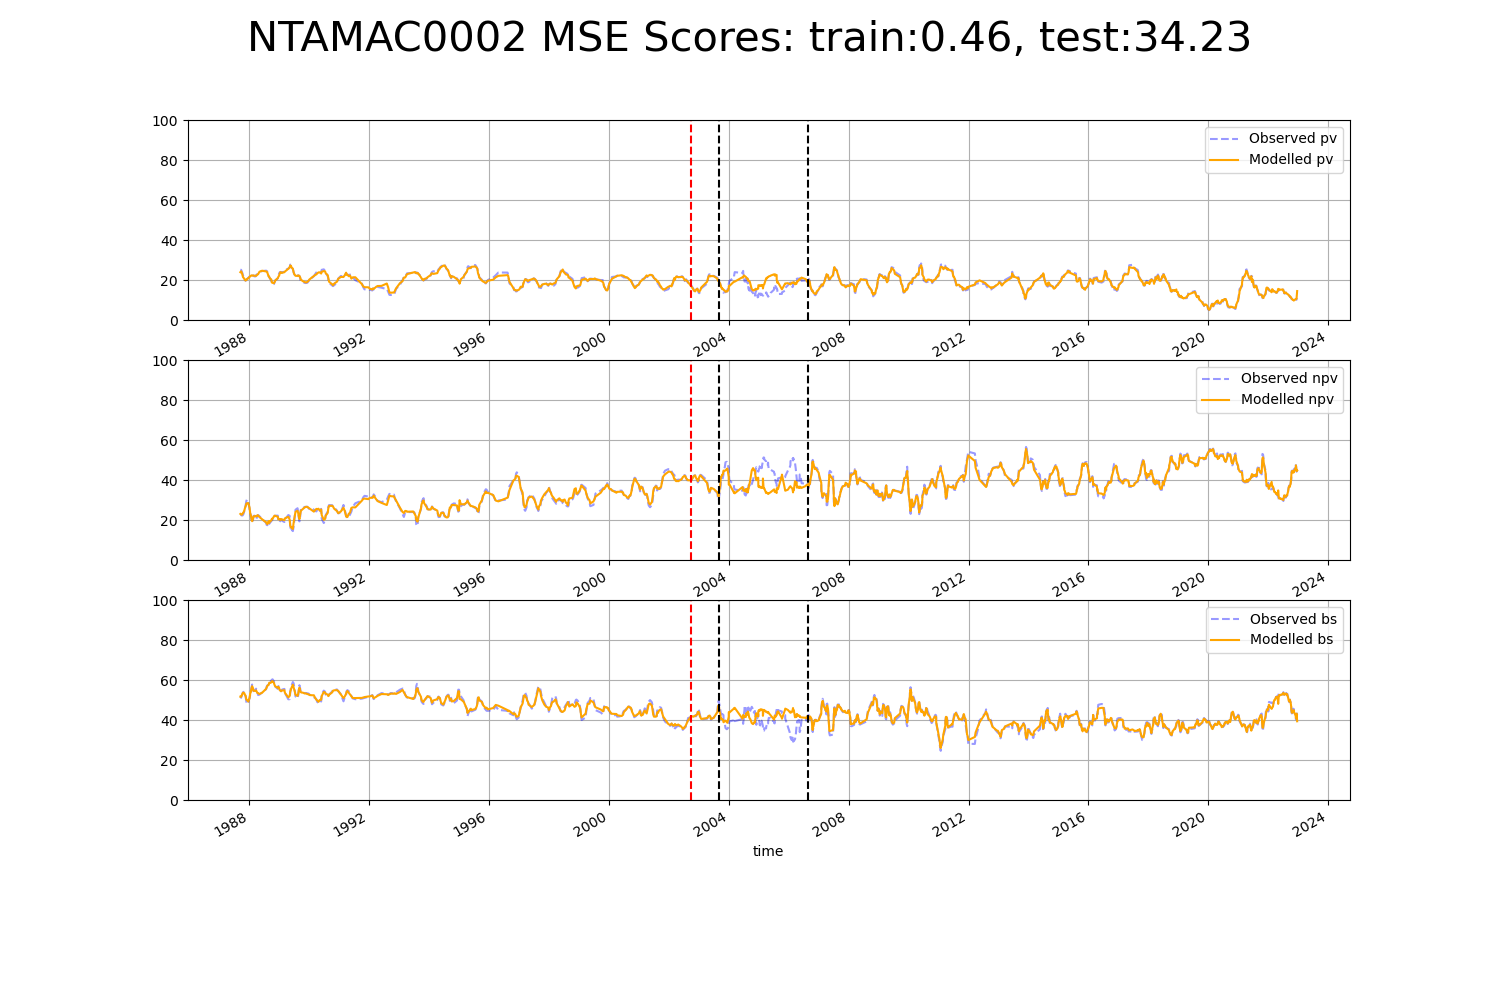 NTAMAC0002 MSE Scores: train:0.46, test:34.23
100
80
60
40
20
0
Observed pv
Modelled pv
1988 1992 1996 2000 2004 2008 2012 2016 2020 2024
100
80
60
40
20
0
Observed npv
Modelled npv
1988 1992 1996 2000 2004 2008 2012 2016 2020 2024
100
80
60
40
20
0
Observed bs
Modelled bs
1988 1992 1996 2000 2004 2008 2012 2016 2020 2024
time